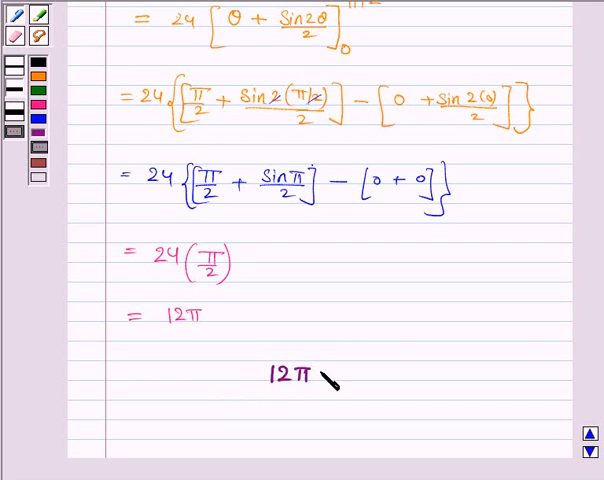 = 24 [ θ + Sin2θ/2 ]₀
= 24 { [ π/2 + Sin 2 (π/2)/2 ] − [ 0 + Sin 2(0)/2 ] }
= 24 { [ π/2 + Sin π/2 ] − [ 0 + 0 ] }
= 24 ( π/2 )
= 12π
12π